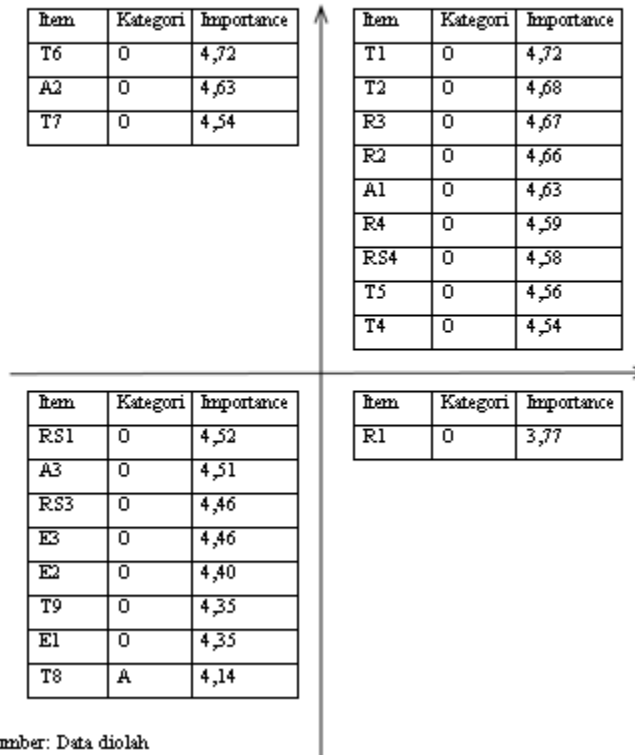 Item Kategori Importance
T6 O 4,72
A2 O 4,63
T7 O 4,54
Item Kategori Importance
T1 O 4,72
T2 O 4,68
R3 O 4,67
R2 O 4,66
A1 O 4,63
R4 O 4,59
RS4 O 4,58
T5 O 4,56
T4 O 4,54
Item Kategori Importance
RS1 O 4,52
A3 O 4,51
RS3 O 4,46
E3 O 4,46
E2 O 4,40
T9 O 4,35
E1 O 4,35
T8 A 4,14
Item Kategori Importance
R1 O 3,77
umber: Data diolah